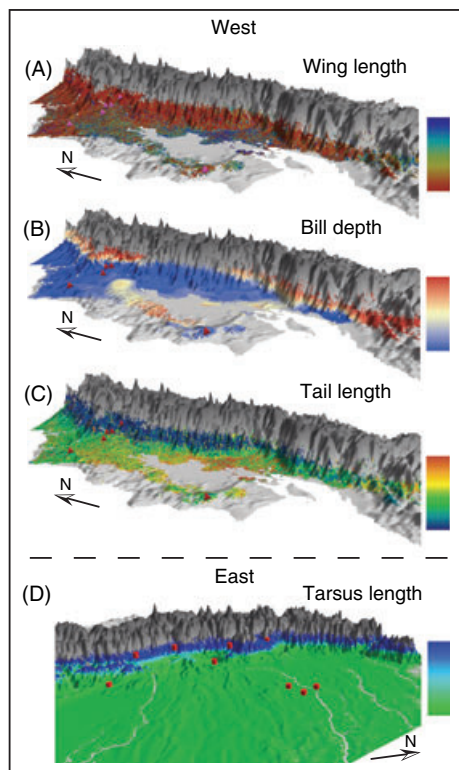 West
(A)
Wing length
N
(B)
Bill depth
N
(C)
Tail length
N
East
(D)
Tarsus length
N